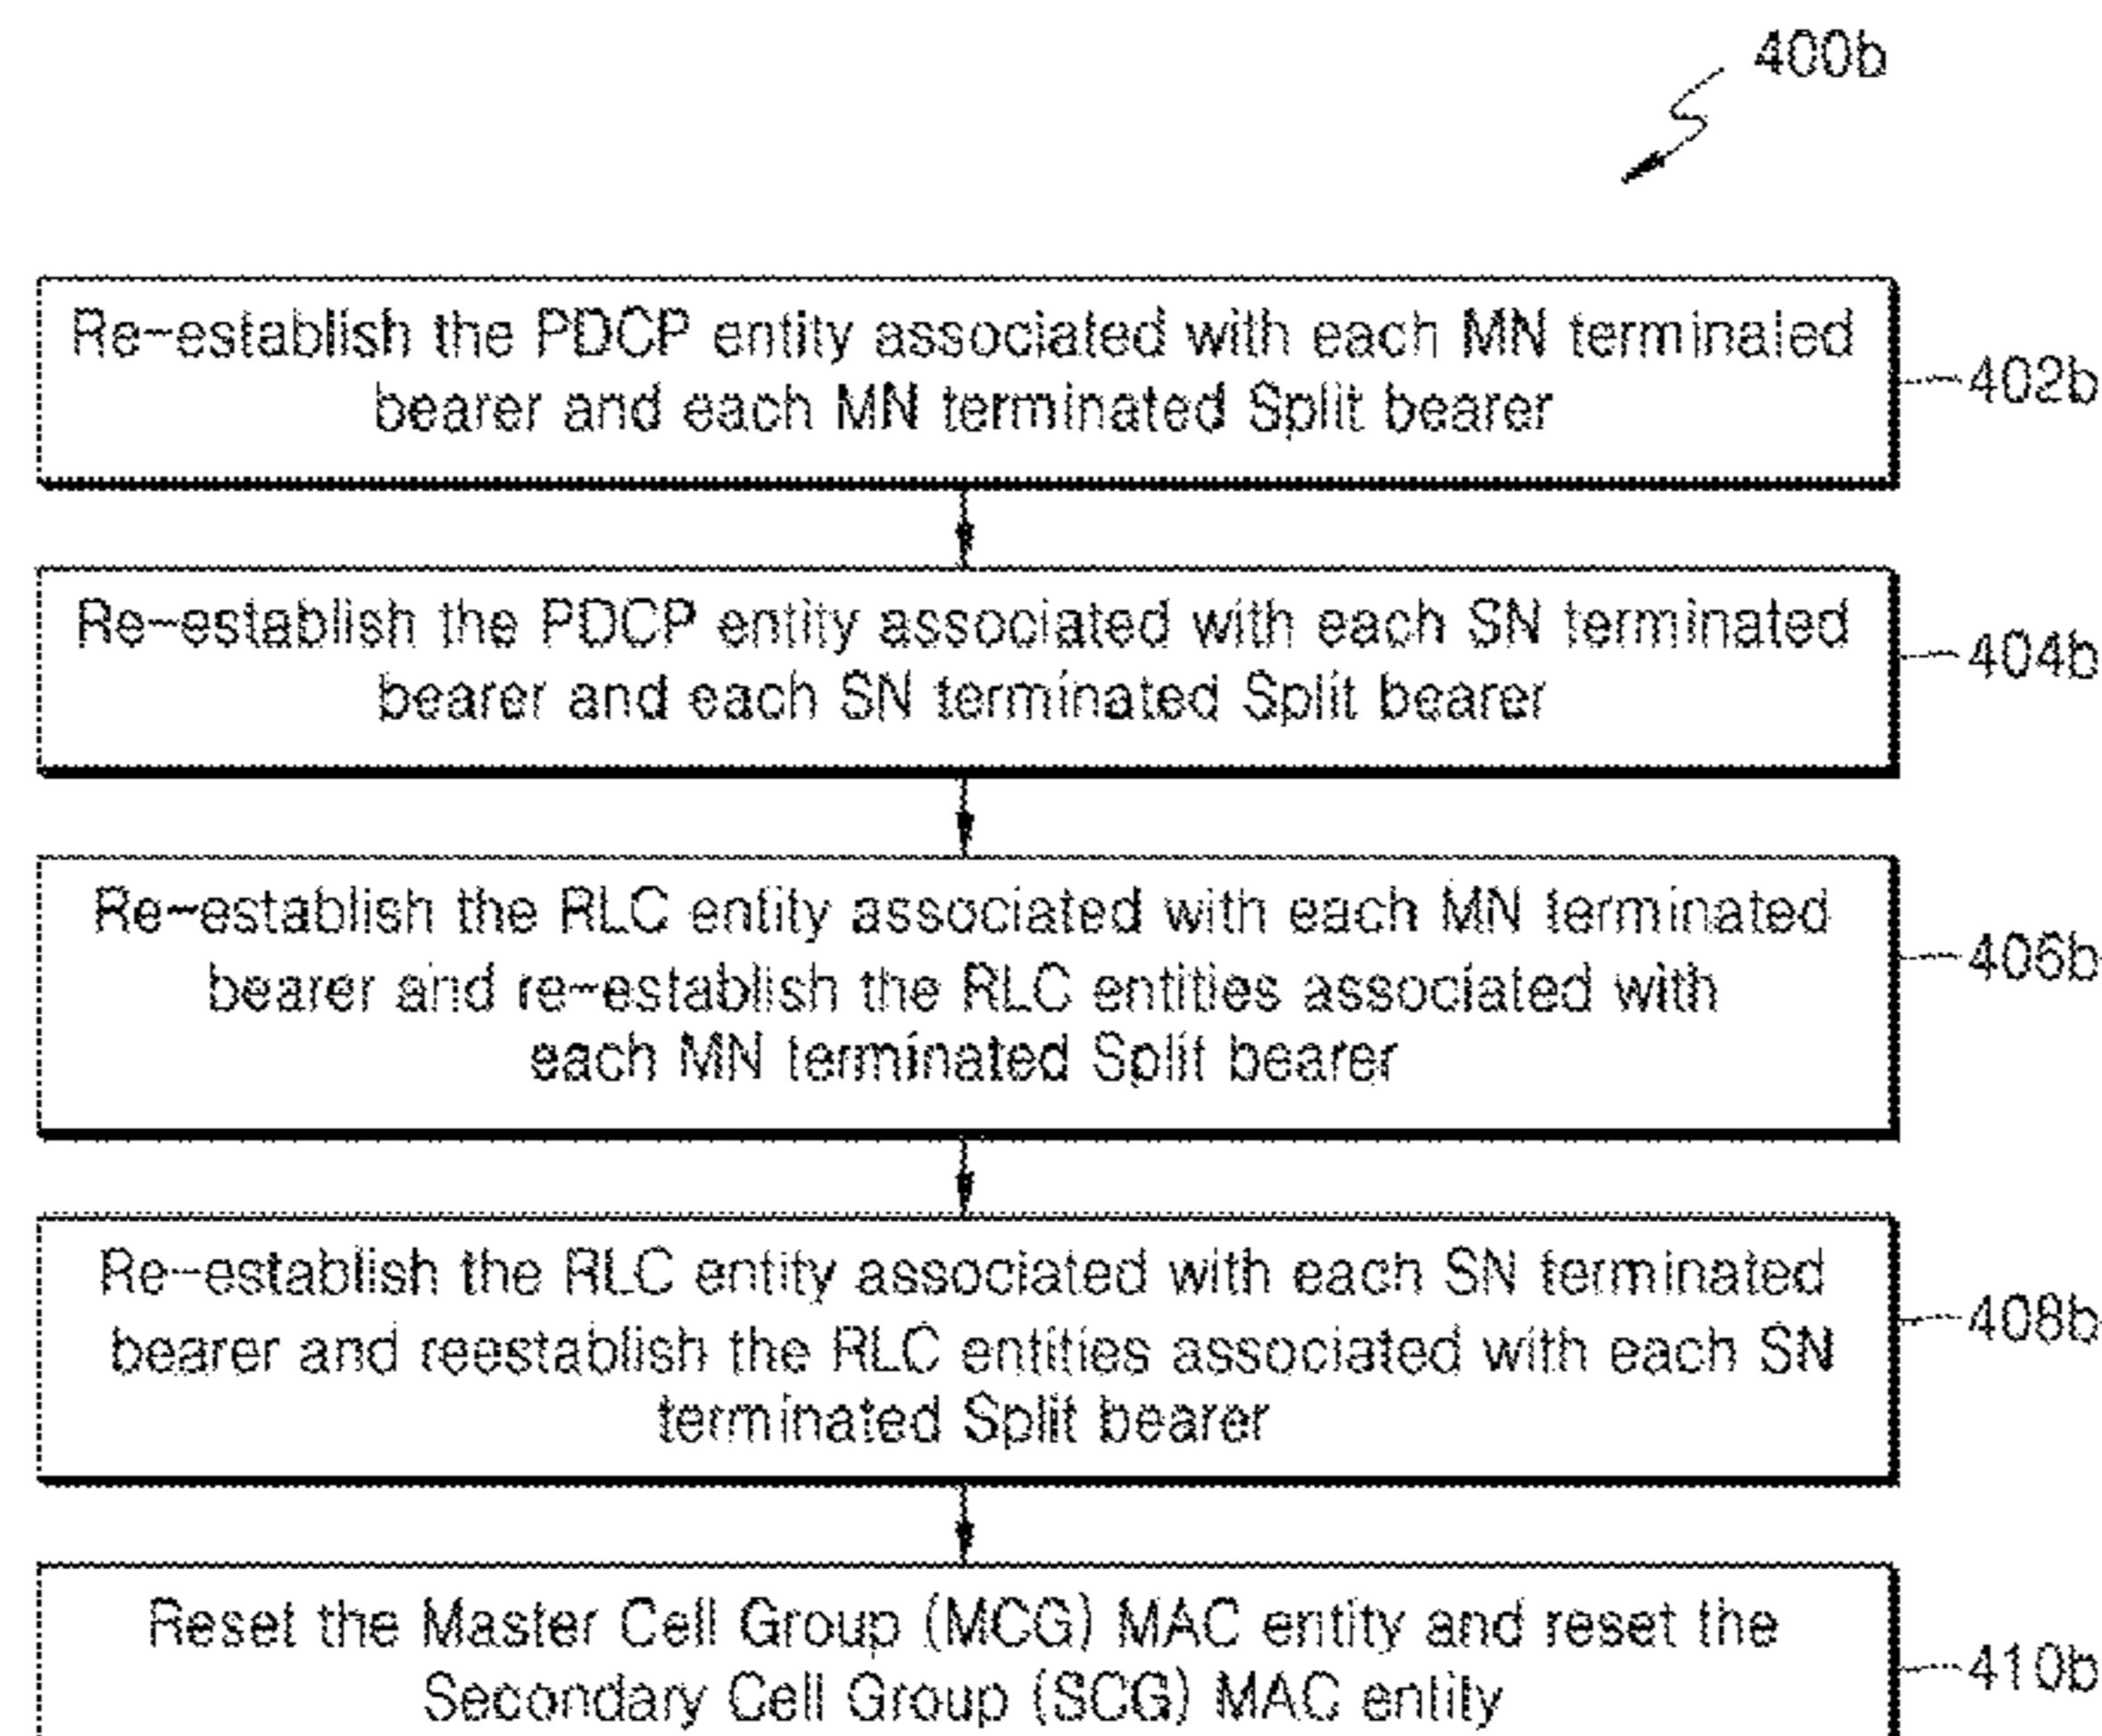 400b
Re-establish the PDCP entity associated with each MN terminated
bearer and each MN terminated Split bearer
402b
Re-establish the PDCP entity associated with each SN terminated
bearer and each SN terminated Split bearer
404b
Re-establish the RLC entity associated with each MN terminated
bearer and re-establish the RLC entities associated with
each MN terminated Split bearer
406b
Re-establish the RLC entity associated with each SN terminated
bearer and reestablish the RLC entities associated with each SN
terminated Split bearer
408b
Reset the Master Cell Group (MCG) MAC entity and reset the
Secondary Cell Group (SCG) MAC entity
410b